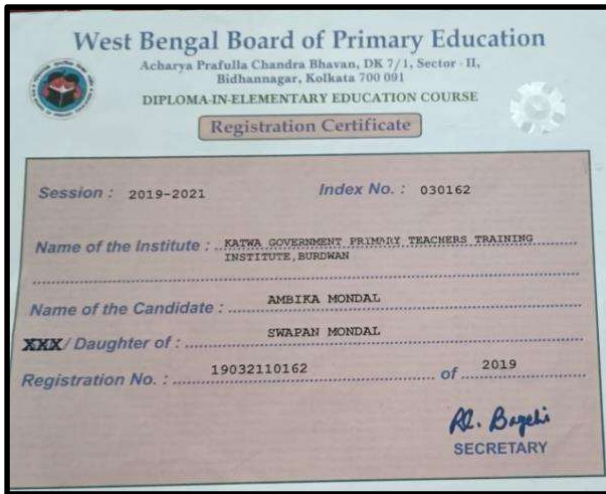 West Bengal Board of Primary Education
Acharya Prafulla Chandra Bhavan, DK 7/1, Sector - II,
Bidhannagar, Kolkata 700 091
DIPLOMA-IN-ELEMENTARY EDUCATION COURSE
Registration Certificate
Session : 2019-2021 Index No. : 030162
Name of the Institute : KATWA GOVERNMENT PRIMARY TEACHERS TRAINING
INSTITUTE, BURDWAN
Name of the Candidate : AMBIKA MONDAL
XXX / Daughter of : SWAPAN MONDAL
Registration No. : 19032110162 of 2019
R. Bagchi
SECRETARY